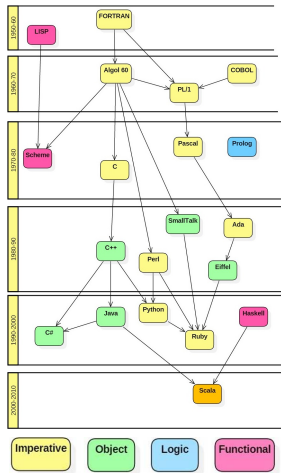 1950-60
FORTRAN
LISP
1960-70
Algol 60
COBOL
PL/1
1970-80
Scheme
C
Pascal
Prolog
1980-90
SmallTalk
Ada
C++
Perl
Eiffel
1990-2000
C#
Java
Python
Ruby
Haskell
2000-2010
Scala
Imperative
Object
Logic
Functional